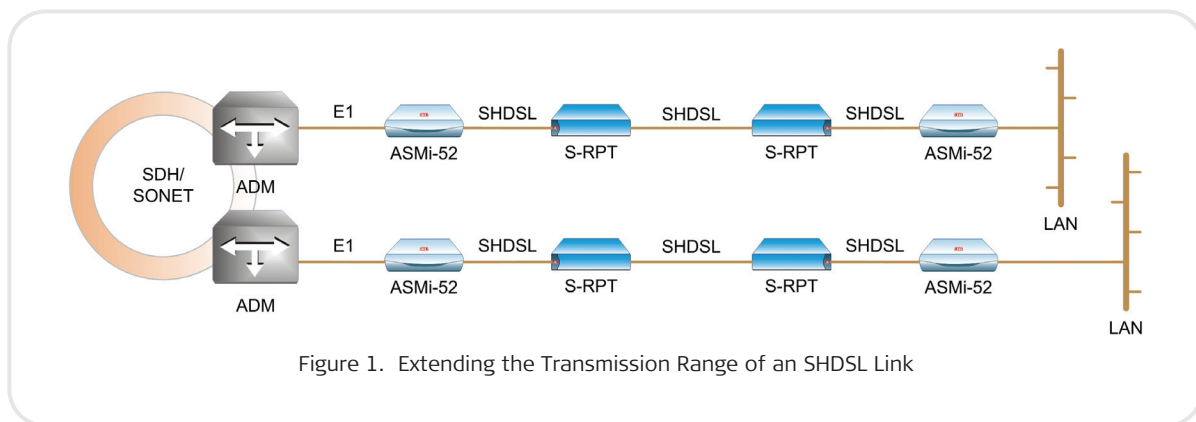 E1 SHDSL SHDSL SHDSL
ASMi-52 S-RPT S-RPT ASMi-52
SDH/
SONET
ADM
LAN
E1 SHDSL SHDSL SHDSL
ASMi-52 S-RPT S-RPT ASMi-52
ADM
LAN
Figure 1. Extending the Transmission Range of an SHDSL Link